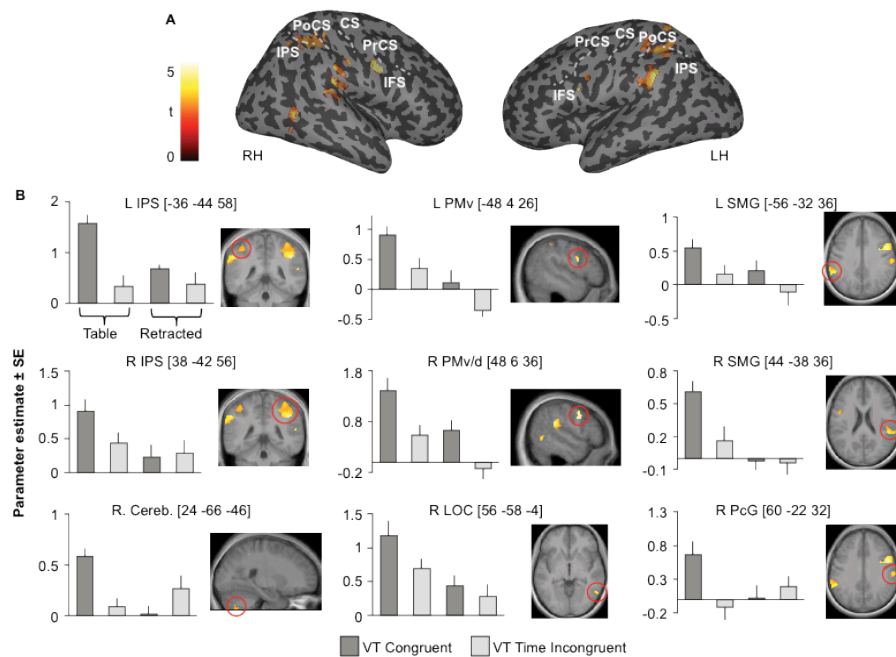 A
PoCS CS
IPS PrCS
IFS
RH
5
t
0
CS
PrCS PoCS
IPS
IFS
LH
B
Parameter estimate ± SE
L IPS [-36 -44 58]
2
1
0
Table Retracted
L PMv [-48 4 26]
1
0.5
0
-0.5
L SMG [-56 -32 36]
1
0.5
0
0.5
R IPS [38 -42 56]
1.5
1
0.5
0
R PMv/d [48 6 36]
1.8
0.8
-0.2
R SMG [44 -38 36]
0.8
0.2
-0.1
R. Cereb. [24 -66 -46]
1
0.5
0
R LOC [56 -58 -4]
1.5
1
0.5
0
R PcG [60 -22 32]
1.3
0.3
-0.2
VT Congruent VT Time Incongruent